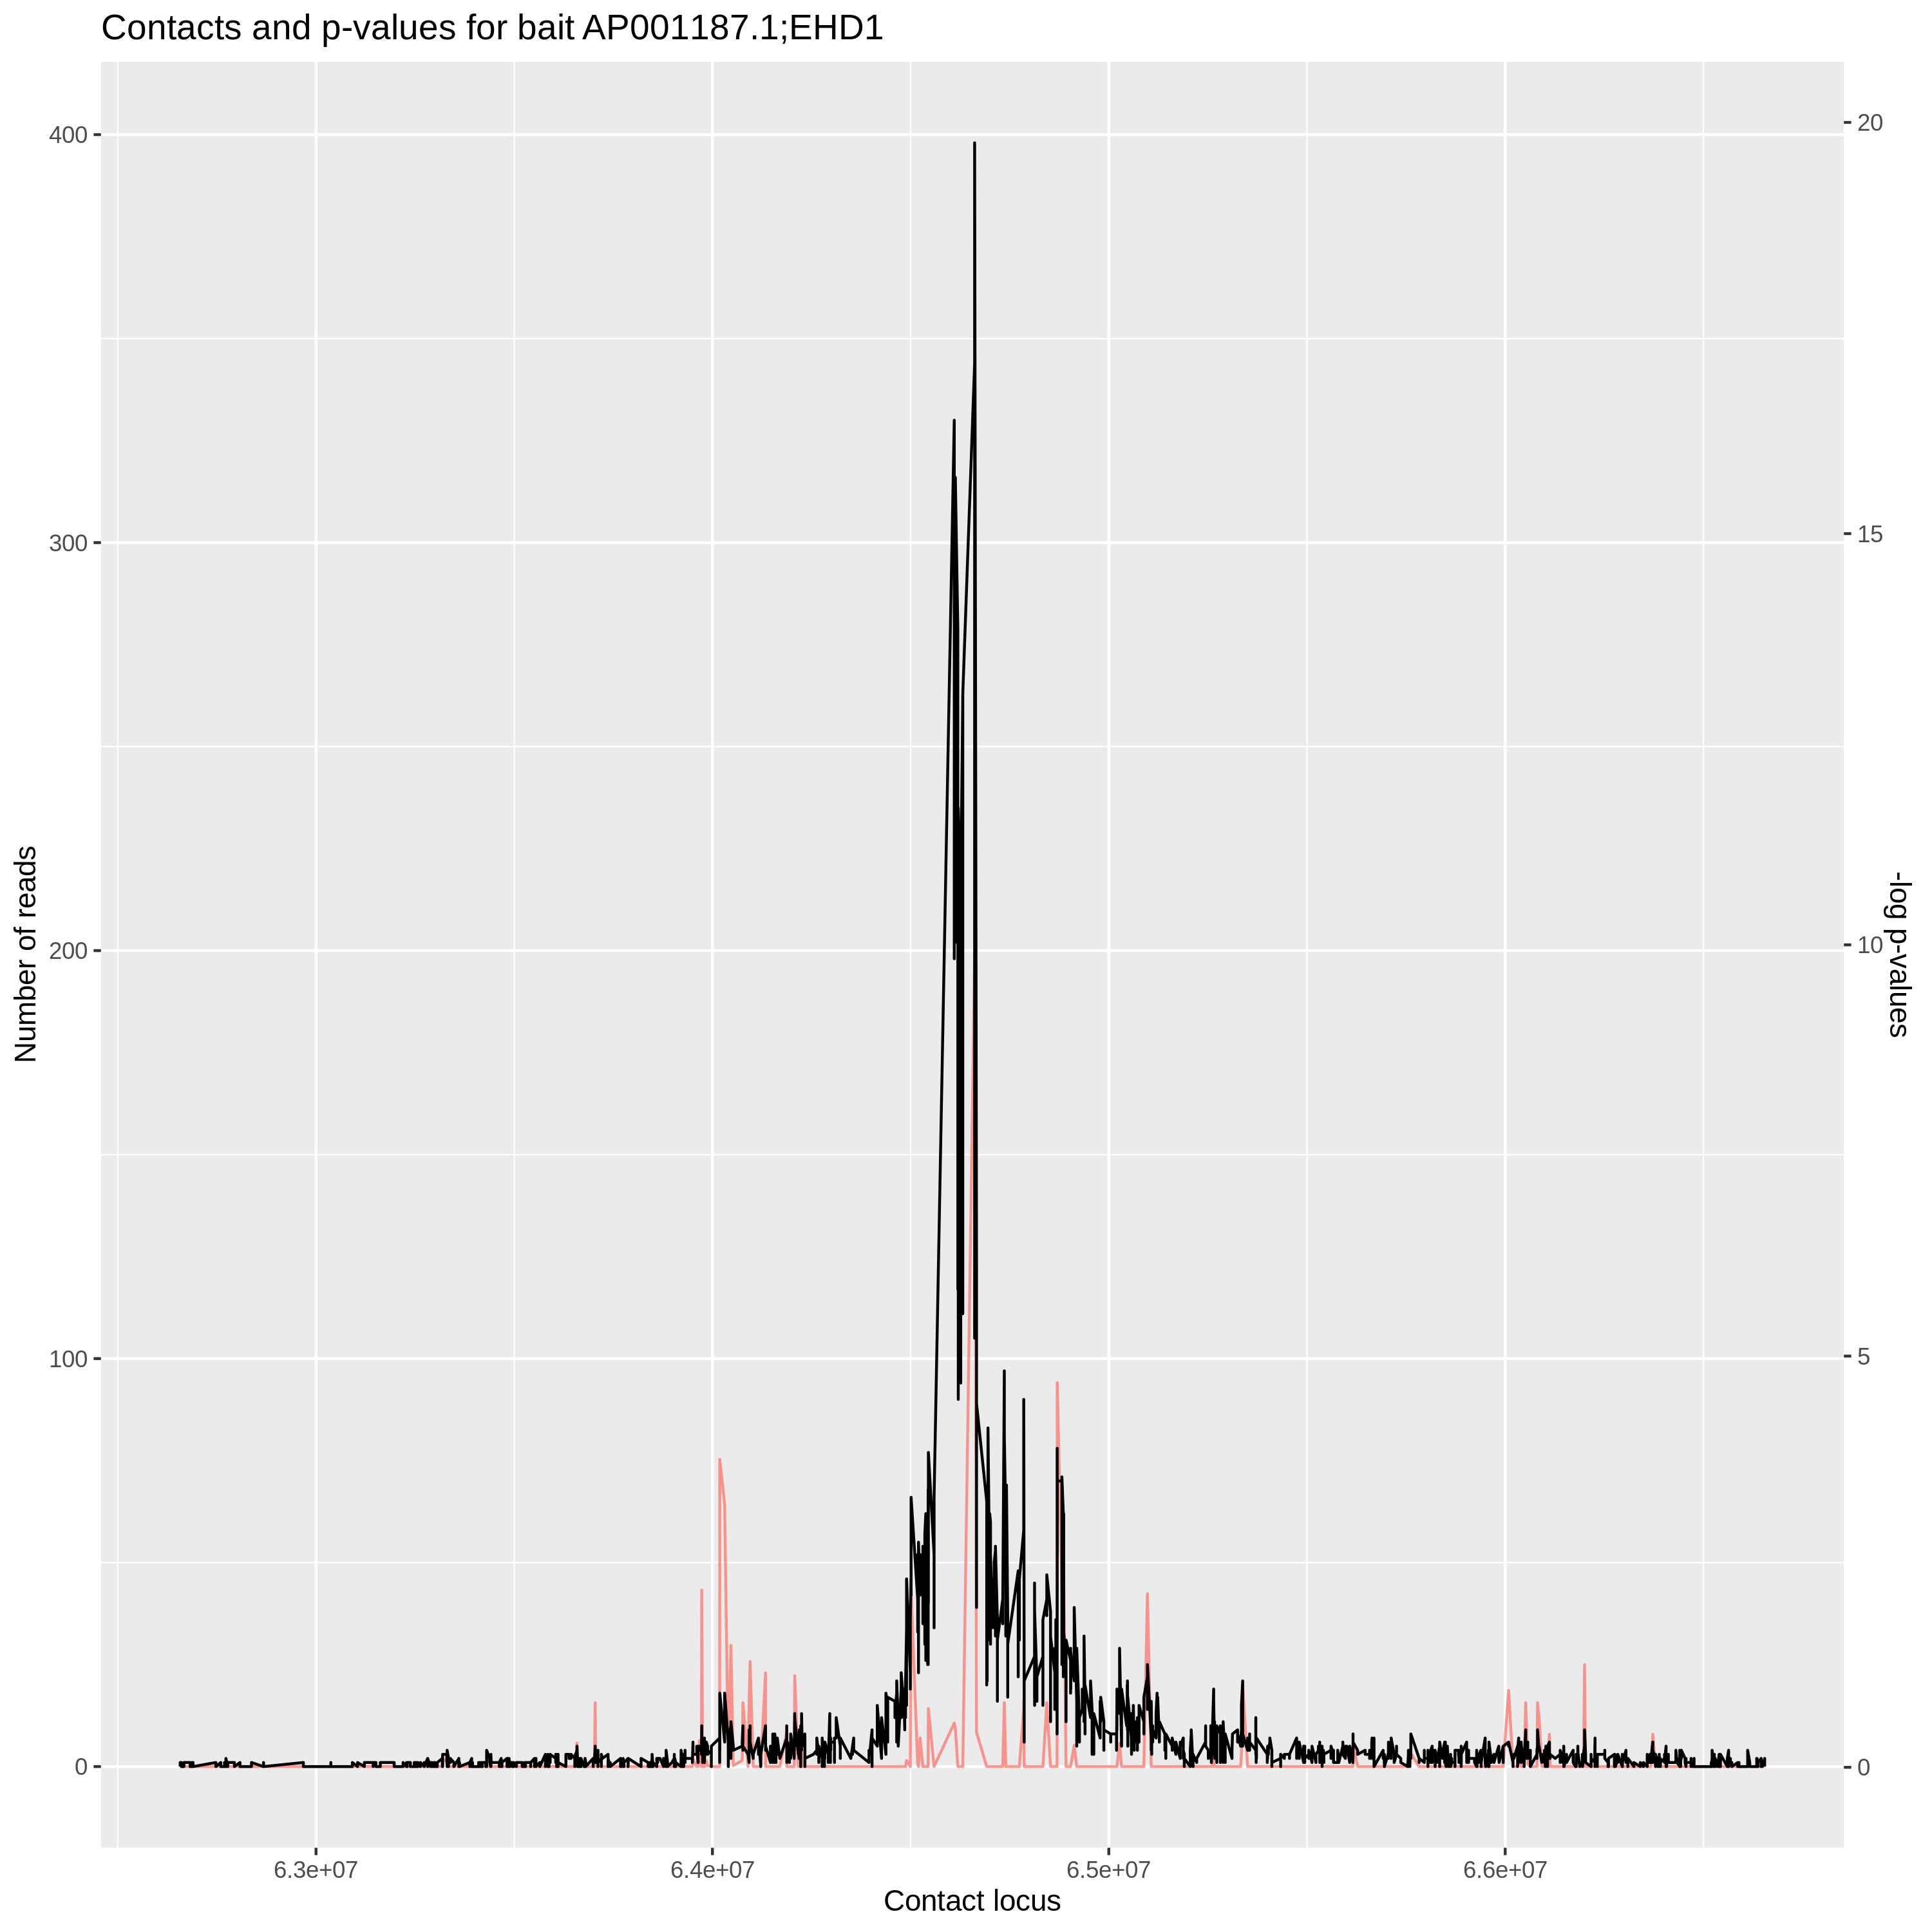 Contacts and p-values for bait AP001187.1;EHD1
400
300
200
100
0
Number of reads
20
15
10
5
0
-log p-values
6.3e+07
6.4e+07
6.5e+07
6.6e+07
Contact locus